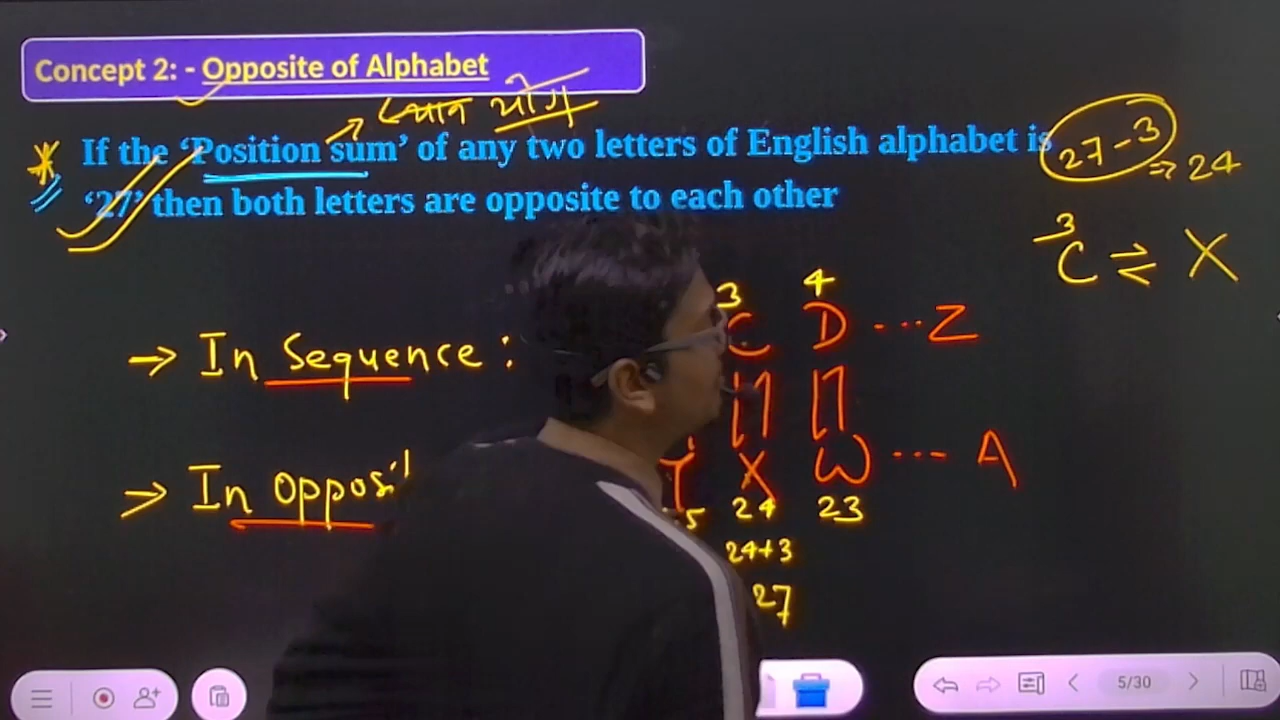 Concept 2: - Opposite of Alphabet
योग
If the ‘Position sum’ of any two letters of English alphabet is
‘27’ then both letters are opposite to each other
27-3
⇒ 24
3
C ⇌ X
3 4
→ In Sequence : C D ...Z
→ In Opposi X W ... A
5 24 23
24+3
27
5/30